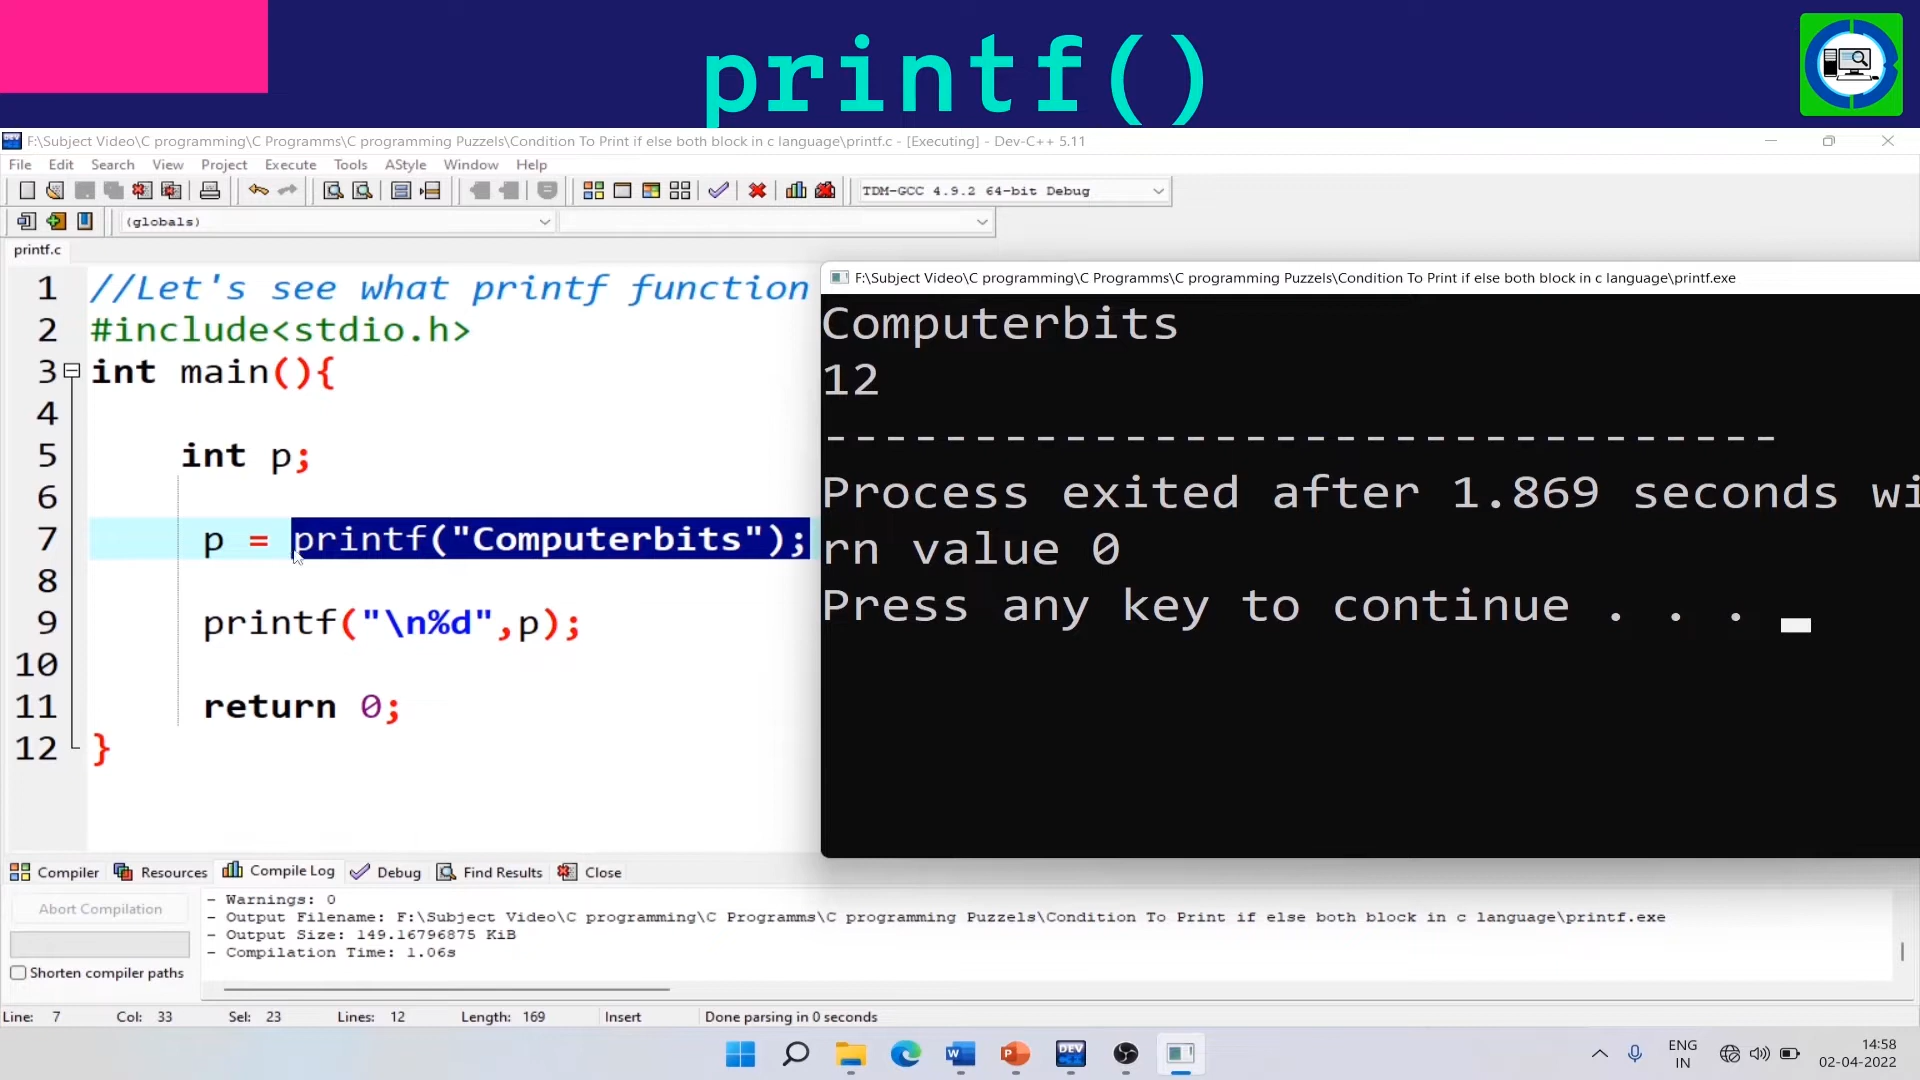 printf()
F:\Subject Video\C programming\C Programms\C programming Puzzels\Condition To Print if else both block in c language\printf.c - [Executing] - Dev-C++ 5.11
File Edit Search View Project Execute Tools AStyle Window Help
TDM-GCC 4.9.2 64-bit Debug
(globals)
printf.c
1 //Let's see what printf function
2 #include<stdio.h>
3 int main(){
4
5 int p;
6
7 p = printf("Computerbits");
8
9 printf("\n%d",p);
10
11 return 0;
12 }
F:\Subject Video\C programming\C Programms\C programming Puzzels\Condition To Print if else both block in c language\printf.exe
Computerbits
12
--------------------------------
Process exited after 1.869 seconds wi
rn value 0
Press any key to continue . . .
Compiler Resources Compile Log Debug Find Results Close
Abort Compilation
Shorten compiler paths
- Warnings: 0
- Output Filename: F:\Subject Video\C programming\C Programms\C programming Puzzels\Condition To Print if else both block in c language\printf.exe
- Output Size: 149.16796875 KiB
- Compilation Time: 1.06s
Line: 7 Col: 33 Sel: 23 Lines: 12 Length: 169 Insert Done parsing in 0 seconds
DEV
ENG
IN
14:58
02-04-2022